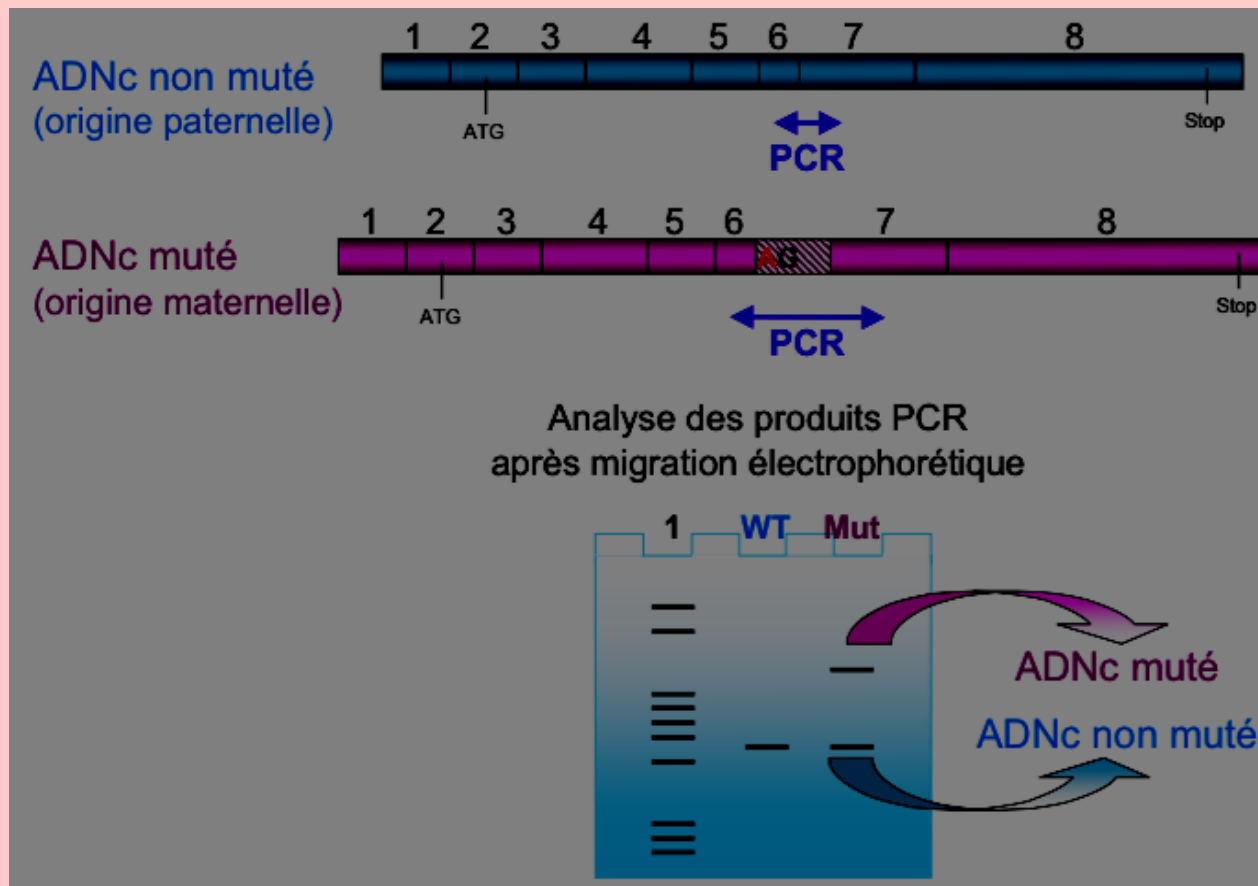 1 2 3 4 5 6 7 8
ADNc non muté
(origine paternelle)
ATG
Stop
PCR
1 2 3 4 5 6 7 8
ADNc muté
(origine maternelle)
AG
ATG
Stop
PCR
Analyse des produits PCR
après migration électrophorétique
1 WT Mut
ADNc muté
ADNc non muté